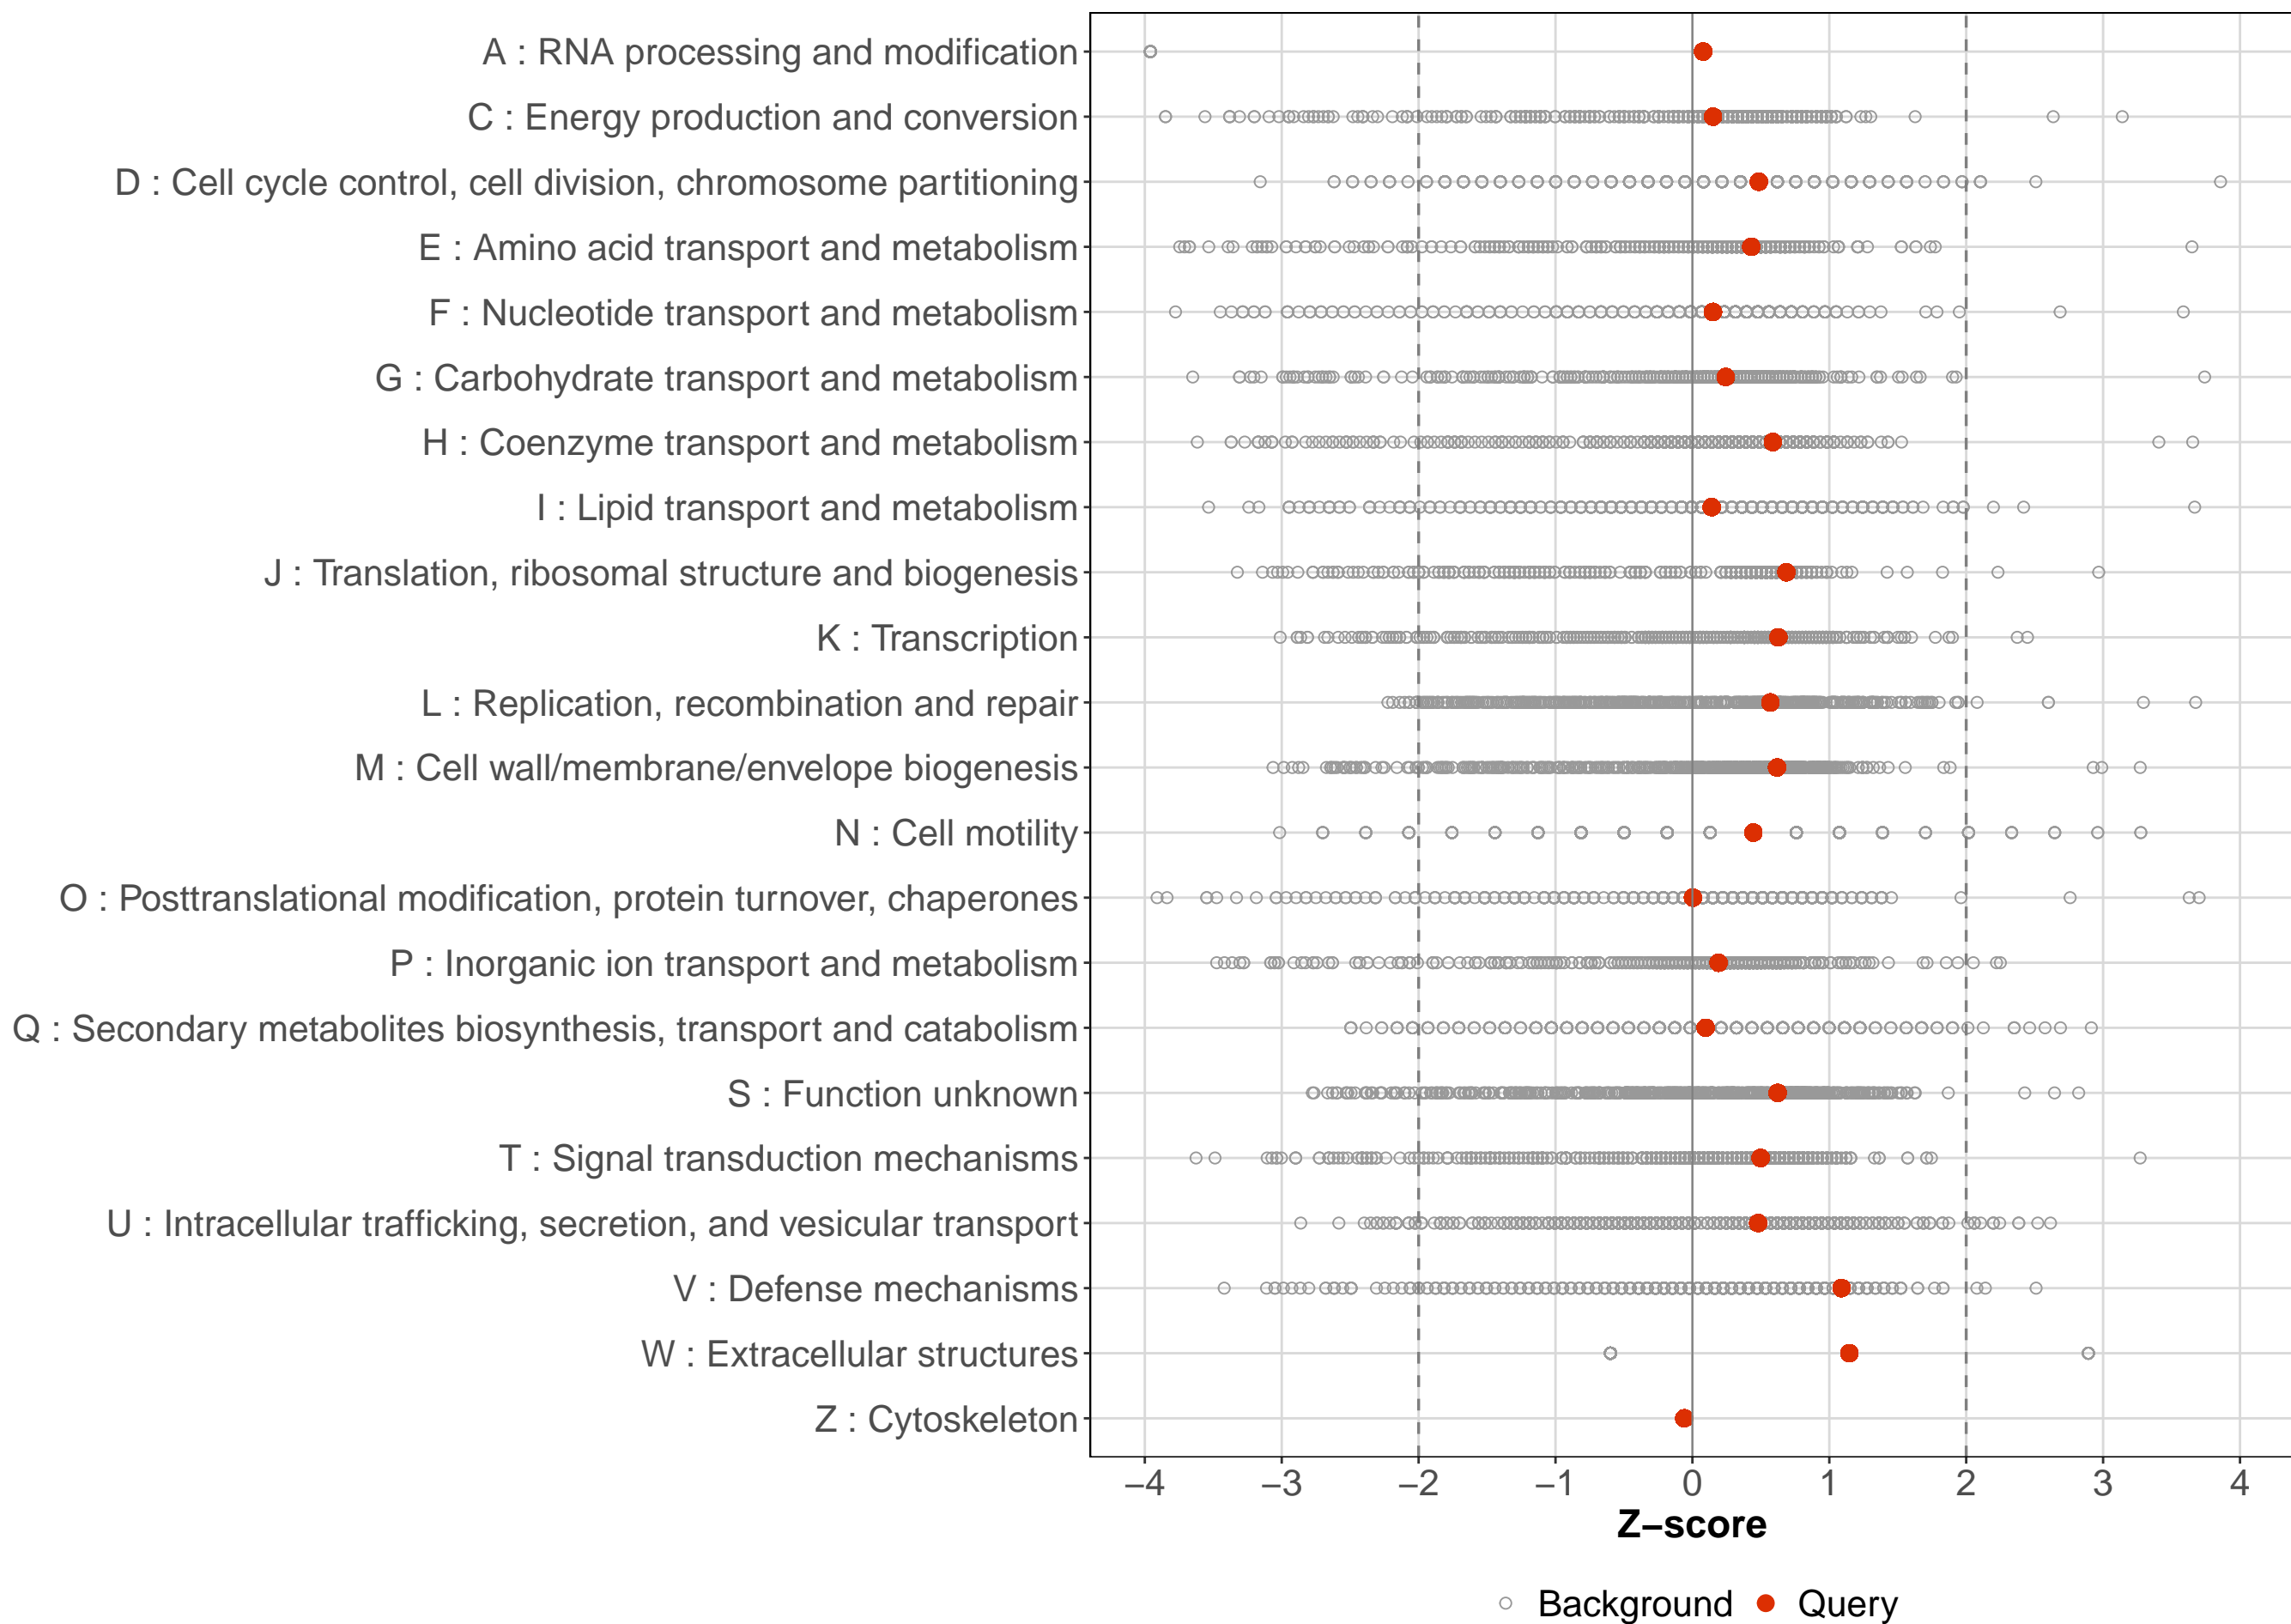 A : RNA processing and modification
C : Energy production and conversion
D : Cell cycle control, cell division, chromosome partitioning
E : Amino acid transport and metabolism
F : Nucleotide transport and metabolism
G : Carbohydrate transport and metabolism
H : Coenzyme transport and metabolism
I : Lipid transport and metabolism
J : Translation, ribosomal structure and biogenesis
K : Transcription
L : Replication, recombination and repair
M : Cell wall/membrane/envelope biogenesis
N : Cell motility
O : Posttranslational modification, protein turnover, chaperones
P : Inorganic ion transport and metabolism
Q : Secondary metabolites biosynthesis, transport and catabolism
S : Function unknown
T : Signal transduction mechanisms
U : Intracellular trafficking, secretion, and vesicular transport
V : Defense mechanisms
W : Extracellular structures
Z : Cytoskeleton
−4 −3 −2 −1 0 1 2 3 4
Z−score
Background Query